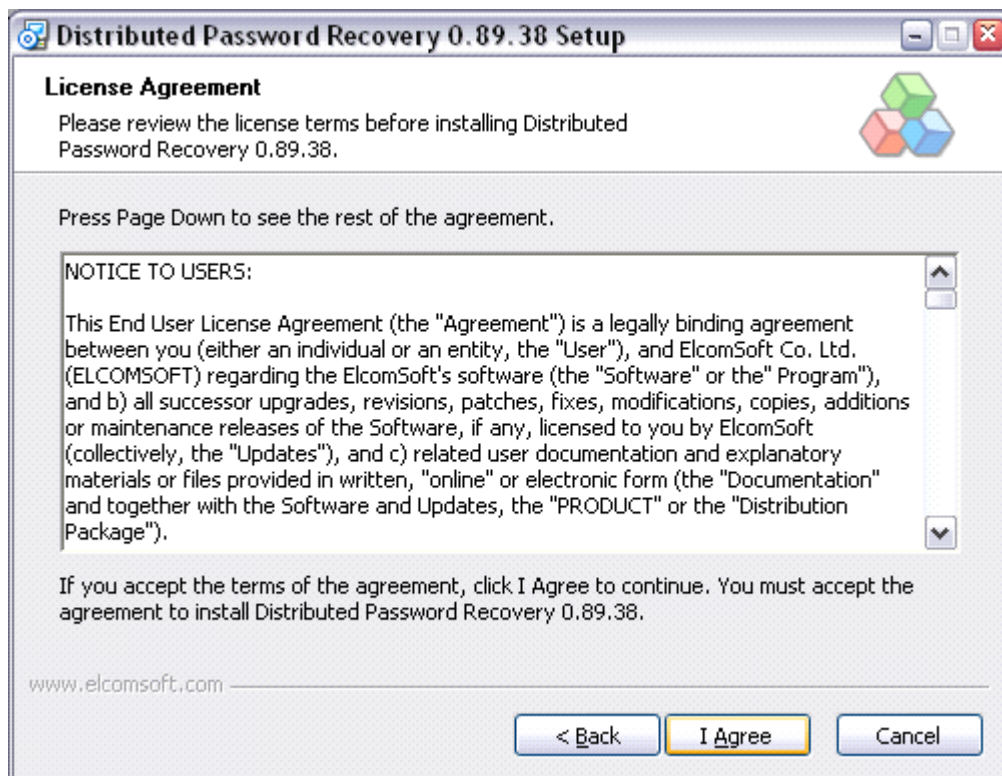 Distributed Password Recovery 0.89.38 Setup
License Agreement
Please review the license terms before installing Distributed
Password Recovery 0.89.38.
Press Page Down to see the rest of the agreement.
NOTICE TO USERS:
This End User License Agreement (the "Agreement") is a legally binding agreement
between you (either an individual or an entity, the "User"), and ElcomSoft Co. Ltd.
(ELCOMSOFT) regarding the ElcomSoft's software (the "Software" or the" Program"),
and b) all successor upgrades, revisions, patches, fixes, modifications, copies, additions
or maintenance releases of the Software, if any, licensed to you by ElcomSoft
(collectively, the "Updates"), and c) related user documentation and explanatory
materials or files provided in written, "online" or electronic form (the "Documentation"
and together with the Software and Updates, the "PRODUCT" or the "Distribution
Package").
If you accept the terms of the agreement, click I Agree to continue. You must accept the
agreement to install Distributed Password Recovery 0.89.38.
www.elcomsoft.com
< Back
I Agree
Cancel